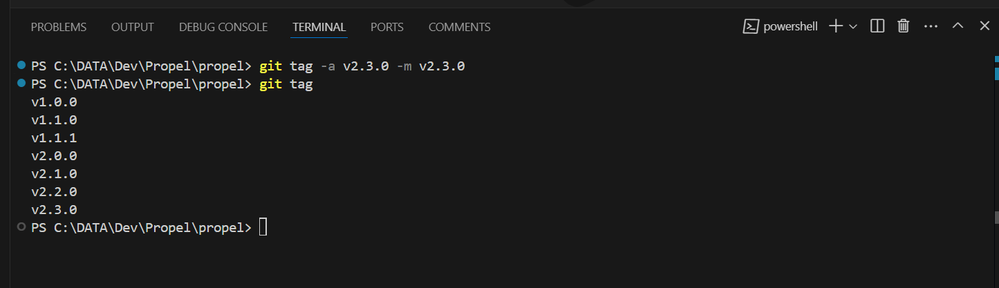 PROBLEMS OUTPUT DEBUG CONSOLE TERMINAL PORTS COMMENTS powershell
PS C:\DATA\Dev\Propel\propel> git tag -a v2.3.0 -m v2.3.0
PS C:\DATA\Dev\Propel\propel> git tag
v1.0.0
v1.1.0
v1.1.1
v2.0.0
v2.1.0
v2.2.0
v2.3.0
PS C:\DATA\Dev\Propel\propel>